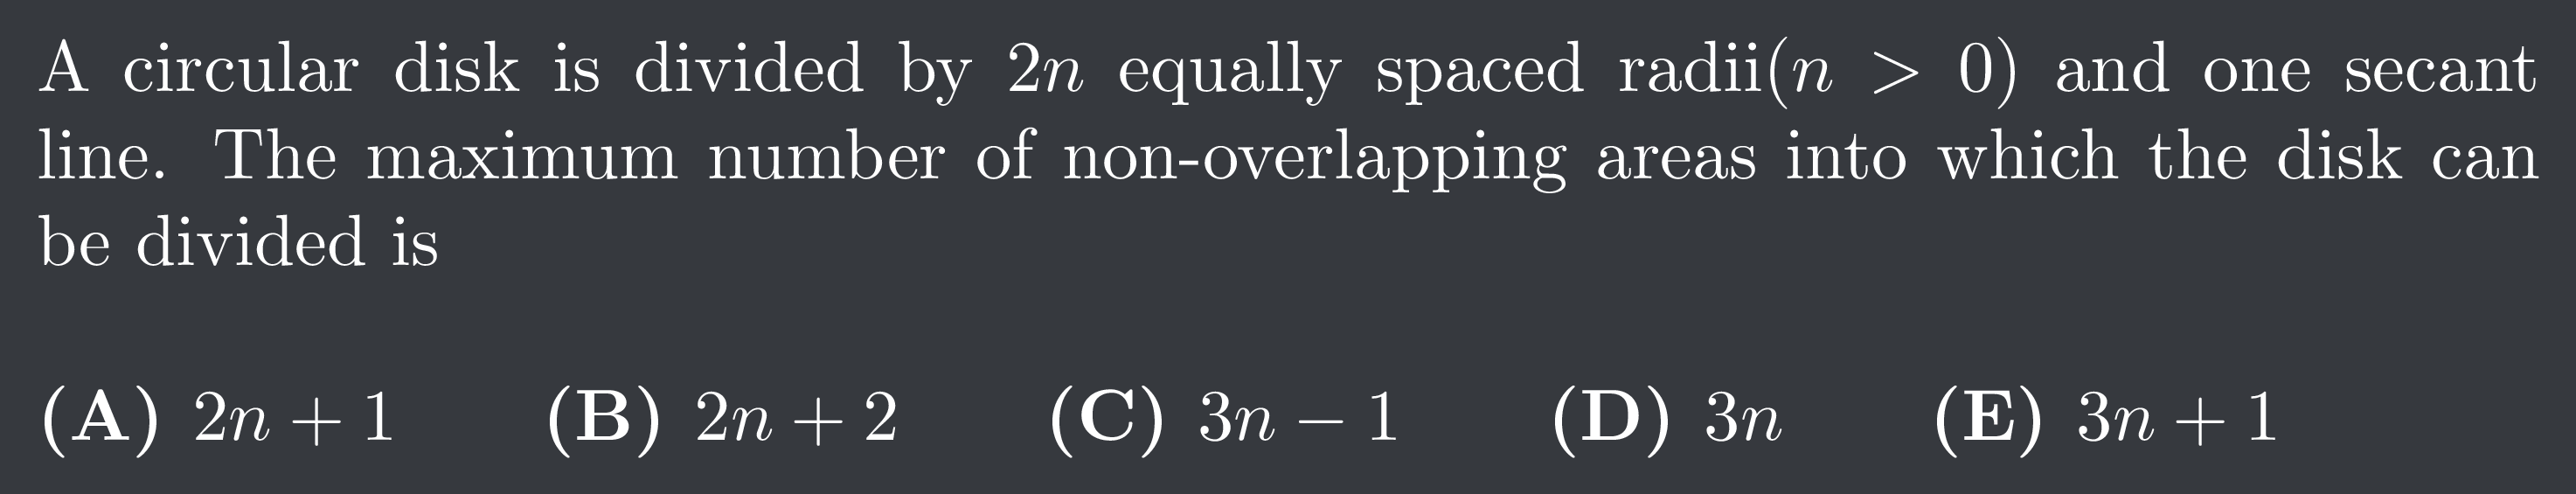 A circular disk is divided by 2n equally spaced radii(n > 0) and one secant
line. The maximum number of non-overlapping areas into which the disk can
be divided is
(A) 2n + 1 (B) 2n + 2 (C) 3n − 1 (D) 3n (E) 3n + 1